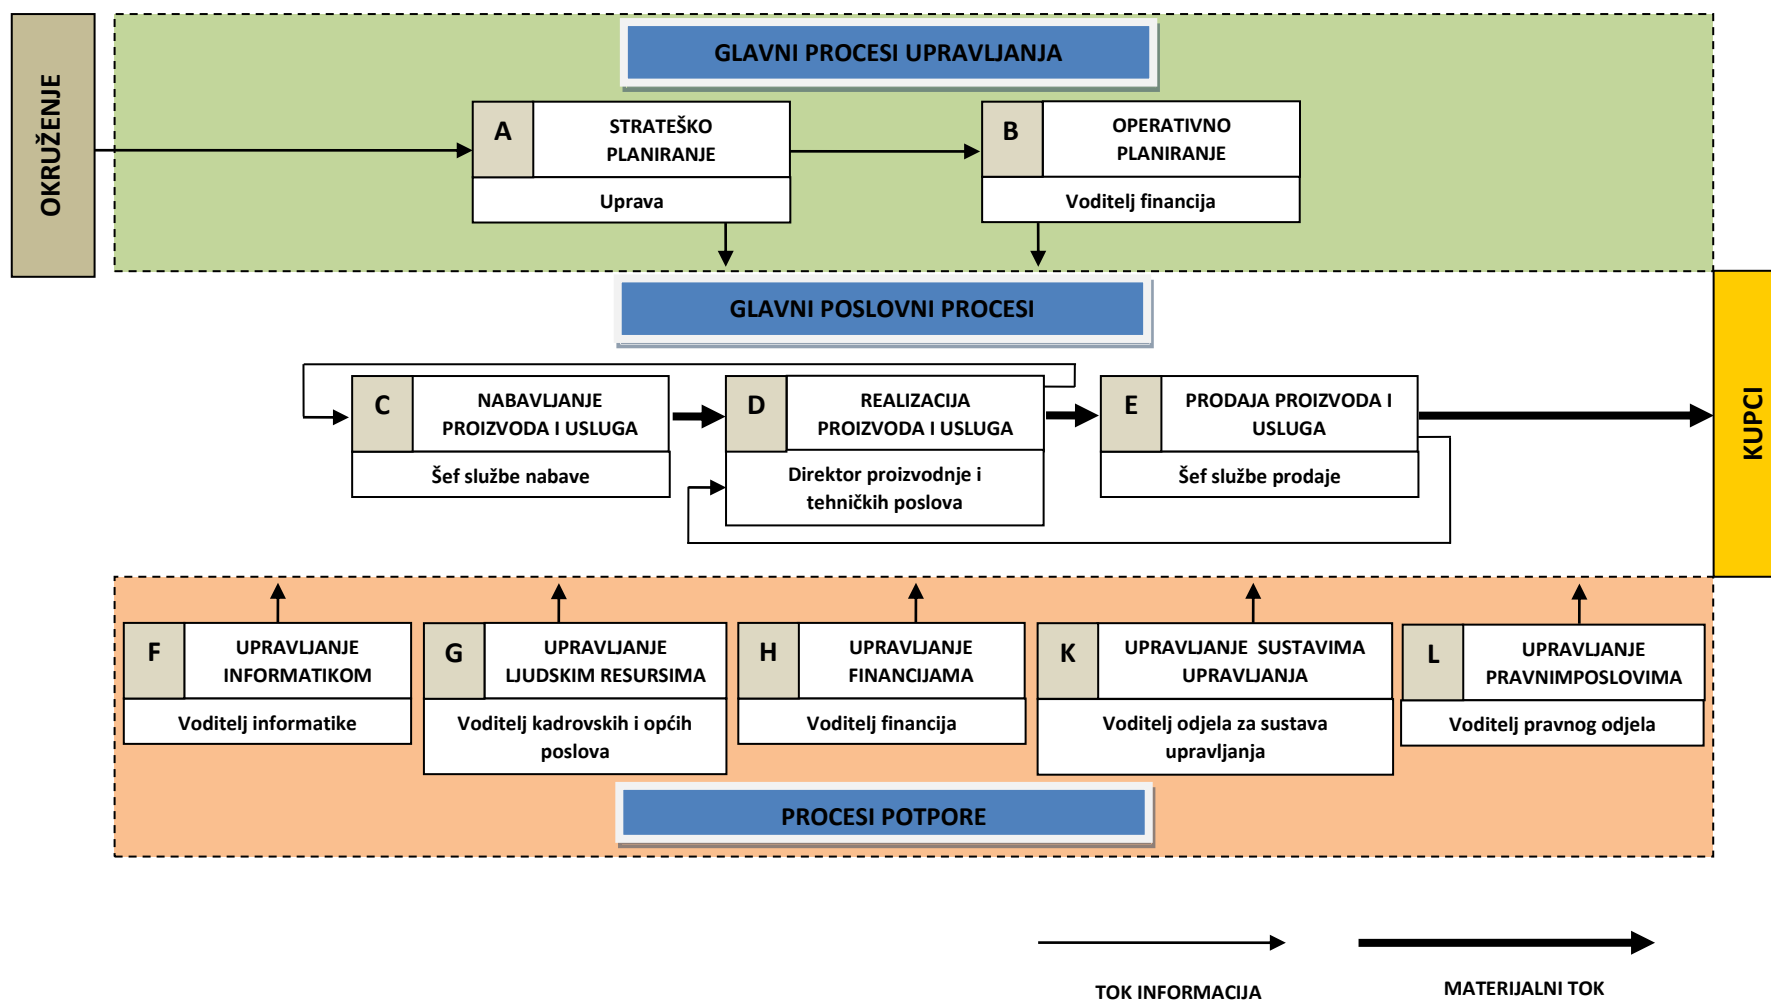 OKRUŽENJE
GLAVNI PROCESI UPRAVLJANJA
A
STRATEŠKO
PLANIRANJE
Uprava
B
OPERATIVNO
PLANIRANJE
Voditelj financija
GLAVNI POSLOVNI PROCESI
KUPCI
C
NABAVLJANJE
PROIZVODA I USLUGA
Šef službe nabave
D
REALIZACIJA
PROIZVODA I USLUGA
Direktor proizvodnje i
tehničkih poslova
E
PRODAJA PROIZVODA I
USLUGA
Šef službe prodaje
F
UPRAVLJANJE
INFORMATIKOM
Voditelj informatike
G
UPRAVLJANJE
LJUDSKIM RESURSIMA
Voditelj kadrovskih i općih
poslova
H
UPRAVLJANJE
FINANCIJAMA
Voditelj financija
K
UPRAVLJANJE SUSTAVIMA
UPRAVLJANJA
Voditelj odjela za sustava
upravljanja
L
UPRAVLJANJE
PRAVNIMPOSLOVIMA
Voditelj pravnog odjela
PROCESI POTPORE
TOK INFORMACIJA
MATERIJALNI TOK